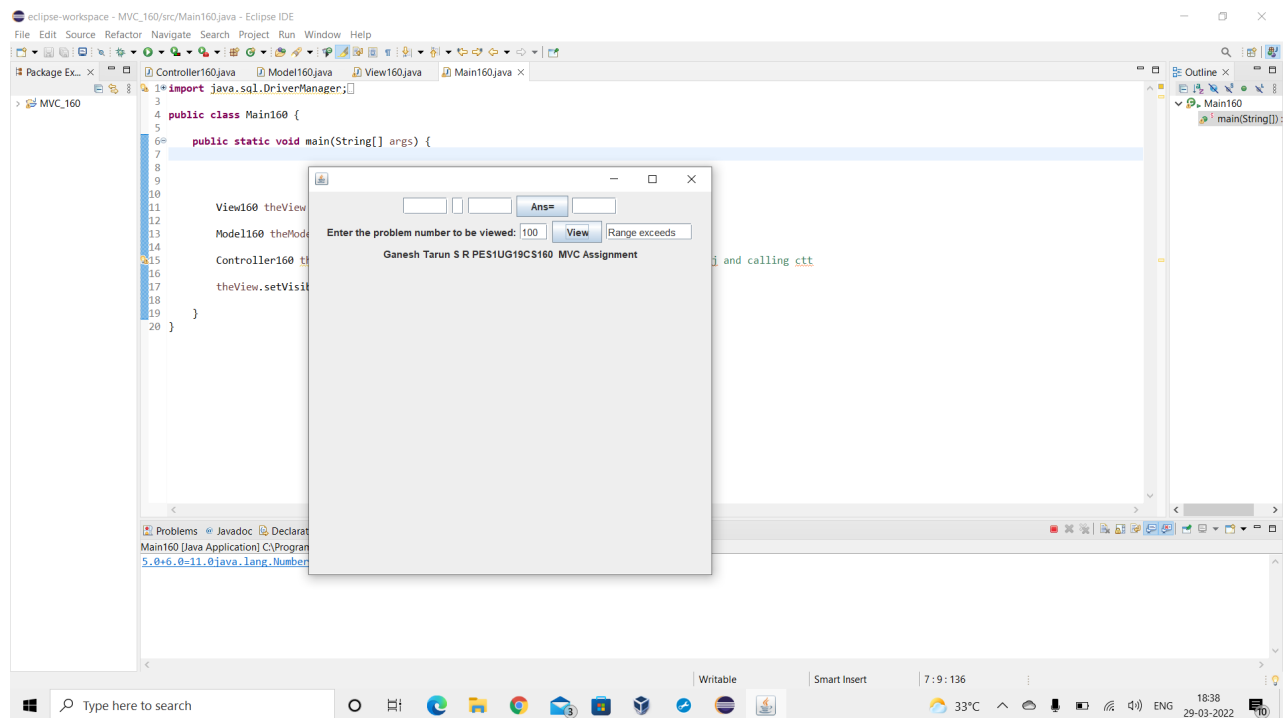 eclipse-workspace - MVC_160/src/Main160.java - Eclipse IDE
File Edit Source Refactor Navigate Search Project Run Window Help
Package Ex...
Controller160.java Model160.java View160.java Main160.java
Outline
MVC_160
1 import java.sql.DriverManager;
3
4 public class Main160 {
5
6 public static void main(String[] args) {
7
8
9
10
11 View160 theView
12
13 Model160 theMode
14
15 Controller160 th
j and calling ctt
16
17 theView.setVisib
18
19 }
20 }
Main160
main(String[]) :
Ans=
Enter the problem number to be viewed: 100 View Range exceeds
Ganesh Tarun S R PES1UG19CS160 MVC Assignment
Problems Javadoc Declarat
Main160 [Java Application] C:\Program
5.0+6.0=11.0java.lang.Number
Writable Smart Insert 7 : 9 : 136
Type here to search
3
33°C
ENG
18:38
29-03-2022
10